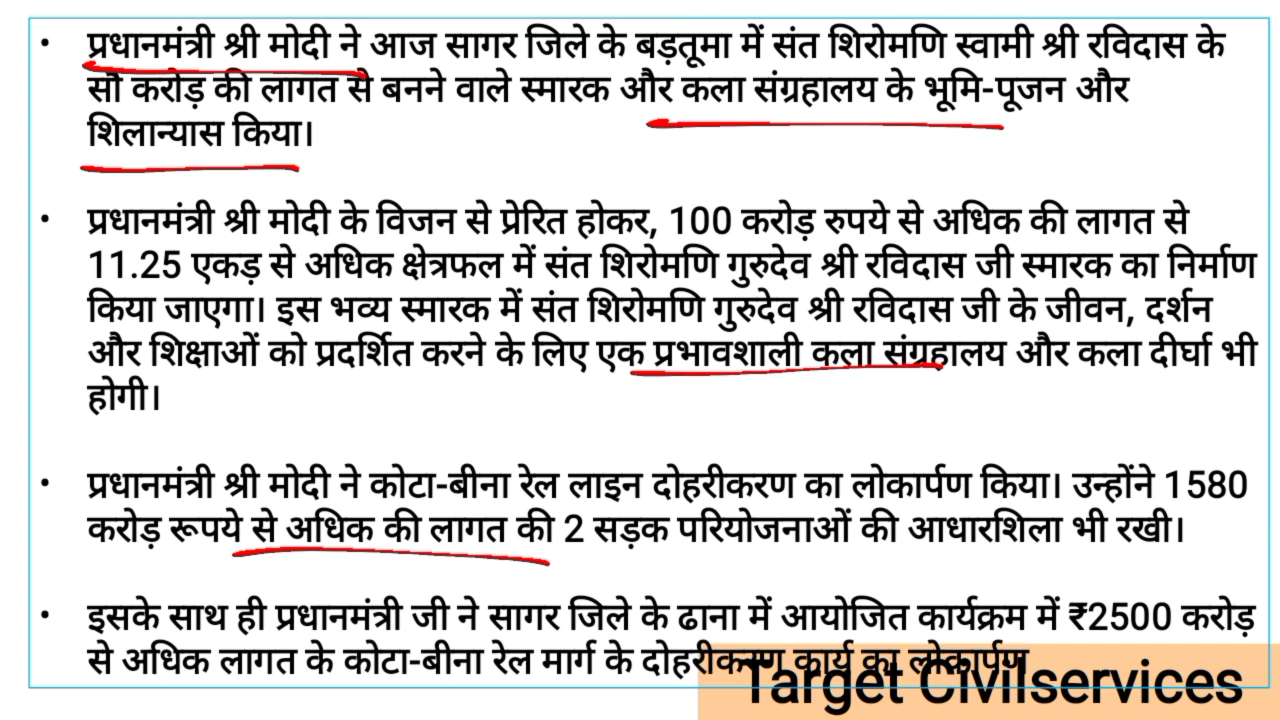 • प्रधानमंत्री श्री मोदी ने आज सागर जिले के बड़तूमा में संत शिरोमणि स्वामी श्री रविदास के
सौ करोड़ की लागत से बनने वाले स्मारक और कला संग्रहालय के भूमि-पूजन और
शिलान्यास किया।
• प्रधानमंत्री श्री मोदी के विजन से प्रेरित होकर, 100 करोड़ रुपये से अधिक की लागत से
11.25 एकड़ से अधिक क्षेत्रफल में संत शिरोमणि गुरुदेव श्री रविदास जी स्मारक का निर्माण
किया जाएगा। इस भव्य स्मारक में संत शिरोमणि गुरुदेव श्री रविदास जी के जीवन, दर्शन
और शिक्षाओं को प्रदर्शित करने के लिए एक प्रभावशाली कला संग्रहालय और कला दीर्घा भी
होगी।
• प्रधानमंत्री श्री मोदी ने कोटा-बीना रेल लाइन दोहरीकरण का लोकार्पण किया। उन्होंने 1580
करोड़ रूपये से अधिक की लागत की 2 सड़क परियोजनाओं की आधारशिला भी रखी।
• इसके साथ ही प्रधानमंत्री जी ने सागर जिले के ढाना में आयोजित कार्यक्रम में ₹2500 करोड़
से अधिक लागत के कोटा-बीना रेल मार्ग के दोहरीकरण कार्य का लोकार्पण
Target Civilservices